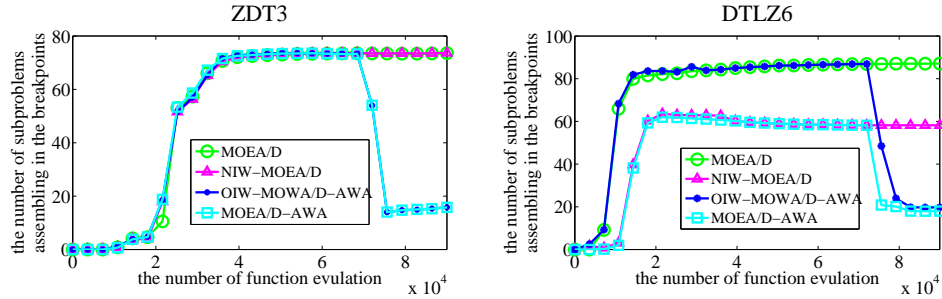 ZDT3
the number of subproblems
assembling in the breakpoints
80
60
40
20
0
0
2
4
6
8
x 10^4
the number of function evulation
MOEA/D
NIW-MOEA/D
OIW-MOWA/D-AWA
MOEA/D-AWA
DTLZ6
the number of subproblems
assembling in the breakpoints
100
80
60
40
20
0
0
2
4
6
8
x 10^4
the number of function evulation
MOEA/D
NIW-MOEA/D
OIW-MOWA/D-AWA
MOEA/D-AWA